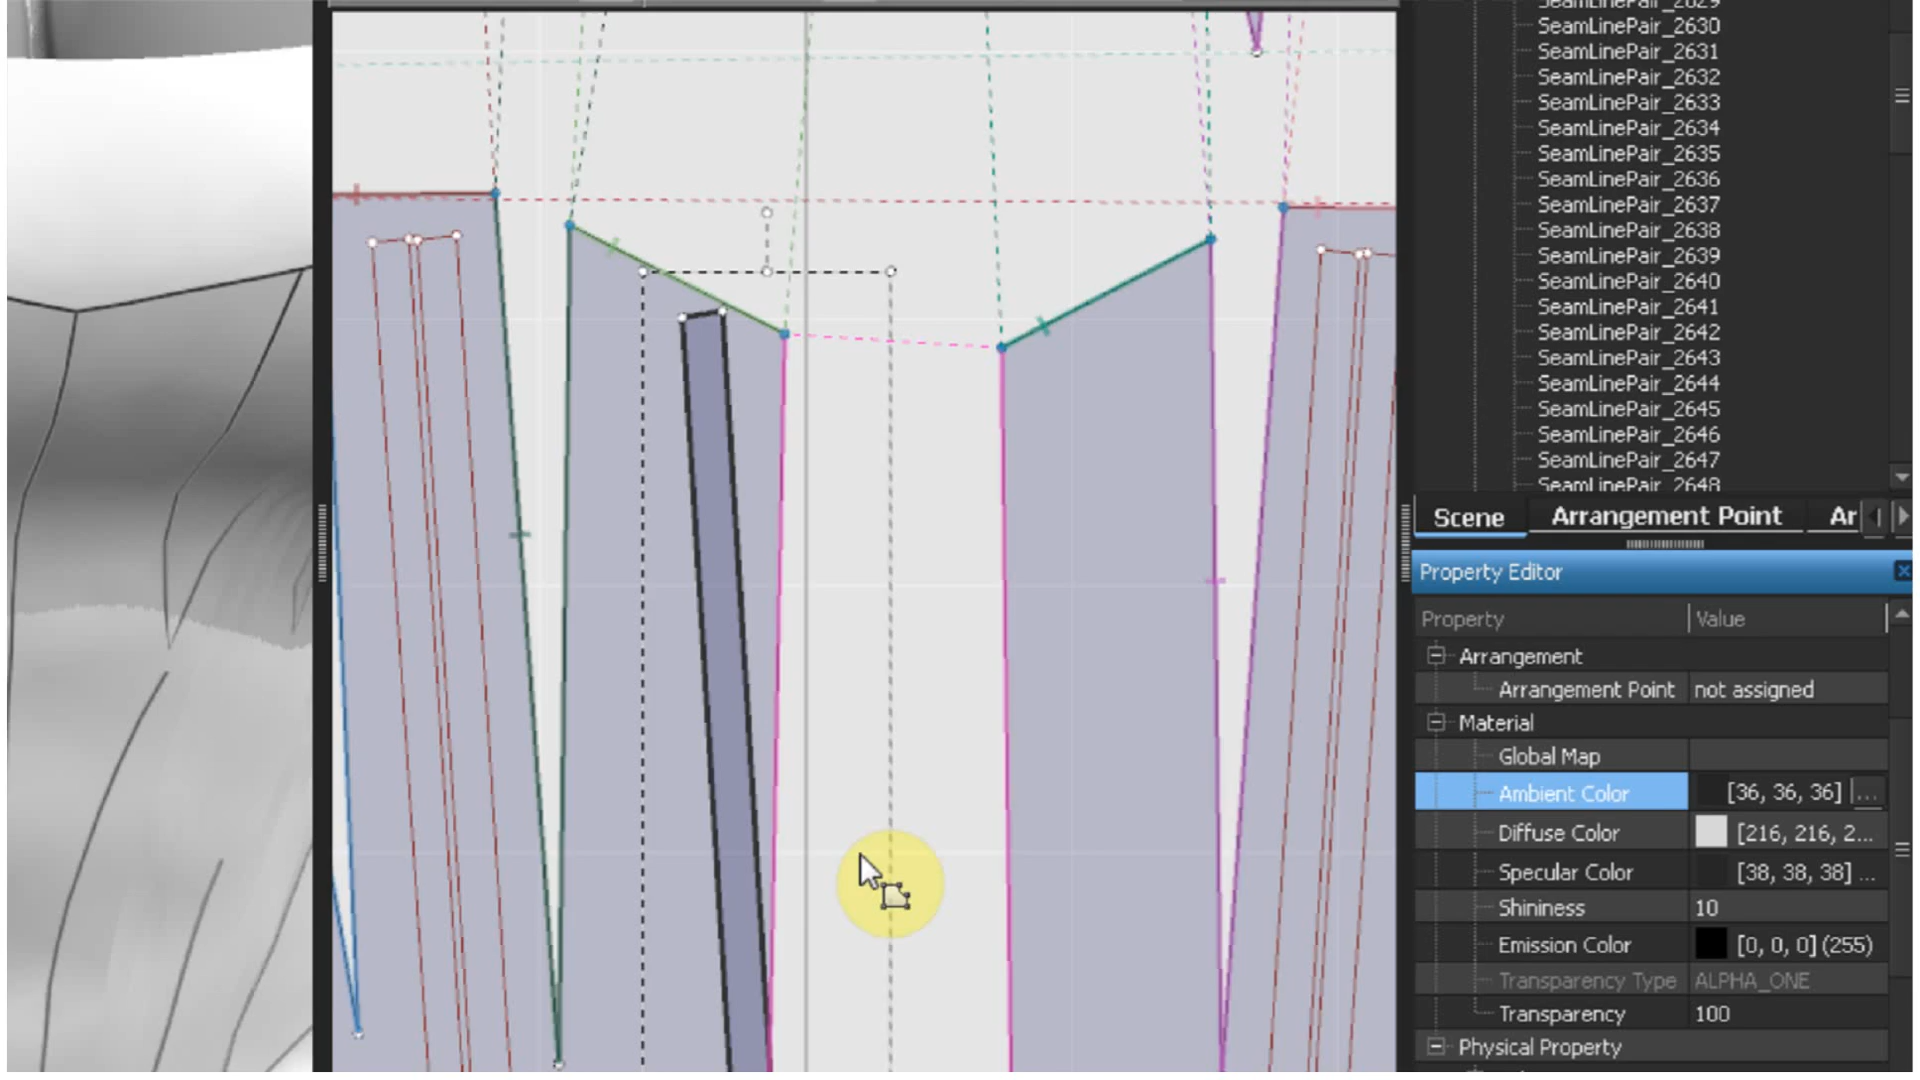 SeamLinePair_2629
SeamLinePair_2630
SeamLinePair_2631
SeamLinePair_2632
SeamLinePair_2633
SeamLinePair_2634
SeamLinePair_2635
SeamLinePair_2636
SeamLinePair_2637
SeamLinePair_2638
SeamLinePair_2639
SeamLinePair_2640
SeamLinePair_2641
SeamLinePair_2642
SeamLinePair_2643
SeamLinePair_2644
SeamLinePair_2645
SeamLinePair_2646
SeamLinePair_2647
SeamLinePair_2648
Scene Arrangement Point Ar
Property Editor
Property Value
Arrangement
Arrangement Point not assigned
Material
Global Map
Ambient Color [36, 36, 36] ...
Diffuse Color [216, 216, 2...
Specular Color [38, 38, 38] ...
Shininess 10
Emission Color [0, 0, 0] (255)
Transparency Type ALPHA_ONE
Transparency 100
Physical Property